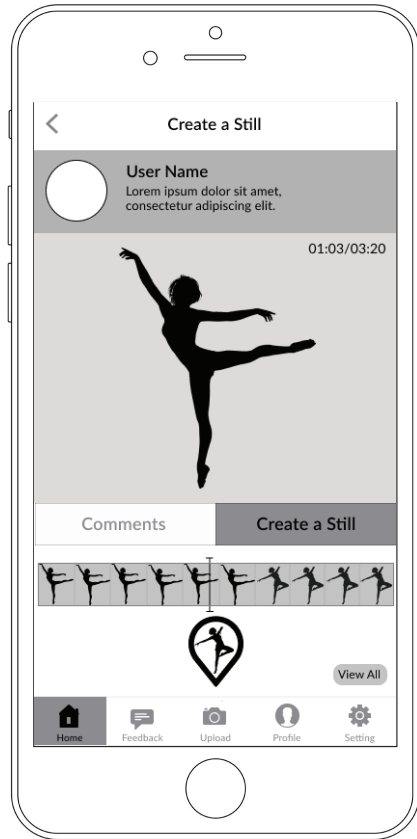 Create a Still
User Name
Lorem ipsum dolor sit amet,
consectetur adipiscing elit.
01:03/03:20
Comments
Create a Still
View All
Home
Feedback
Upload
Profile
Setting